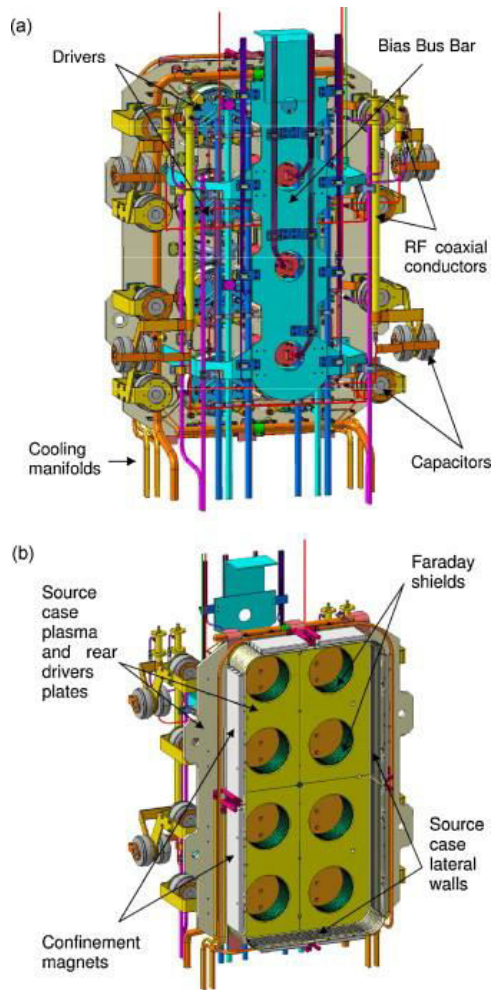 (a)
Drivers
Bias Bus Bar
RF coaxial
conductors
Cooling
manifolds
Capacitors
(b)
Faraday
shields
Source
case
plasma
and rear
drivers
plates
Source
case
lateral
walls
Confinement
magnets